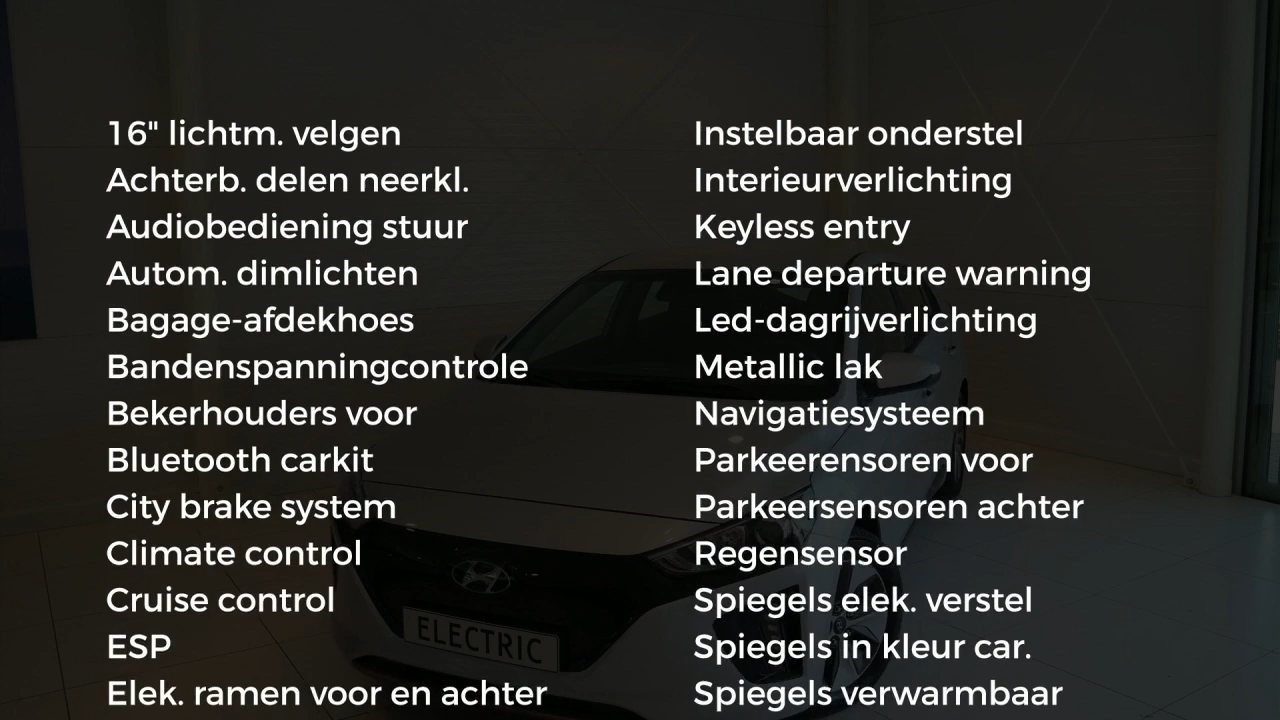 16" lichtm. velgen
Achterb. delen neerkl.
Audiobediening stuur
Autom. dimlichten
Bagage-afdekhoes
Bandenspanningcontrole
Bekerhouders voor
Bluetooth carkit
City brake system
Climate control
Cruise control
ESP
Elek. ramen voor en achter
Instelbaar onderstel
Interieurverlichting
Keyless entry
Lane departure warning
Led-dagrijverlichting
Metallic lak
Navigatiesysteem
Parkeerensoren voor
Parkeersensoren achter
Regensensor
Spiegels elek. verstel
Spiegels in kleur car.
Spiegels verwarmbaar
ELECTRIC